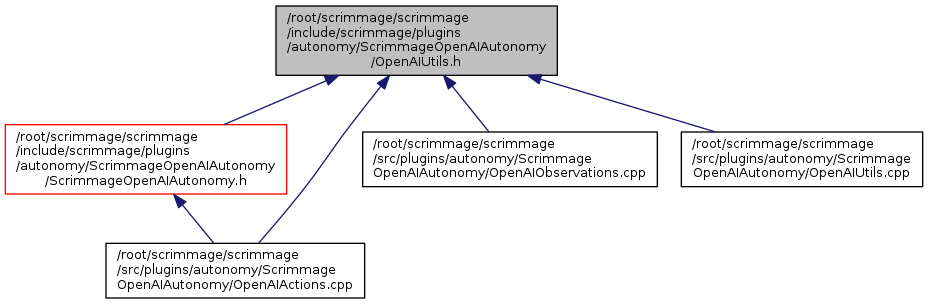 /root/scrimmage/scrimmage
/include/scrimmage/plugins
/autonomy/ScrimmageOpenAIAutonomy
/OpenAIUtils.h
/root/scrimmage/scrimmage
/include/scrimmage/plugins
/autonomy/ScrimmageOpenAIAutonomy
/ScrimmageOpenAIAutonomy.h
/root/scrimmage/scrimmage
/src/plugins/autonomy/Scrimmage
OpenAIAutonomy/OpenAIObservations.cpp
/root/scrimmage/scrimmage
/src/plugins/autonomy/Scrimmage
OpenAIAutonomy/OpenAIUtils.cpp
/root/scrimmage/scrimmage
/src/plugins/autonomy/Scrimmage
OpenAIAutonomy/OpenAIActions.cpp